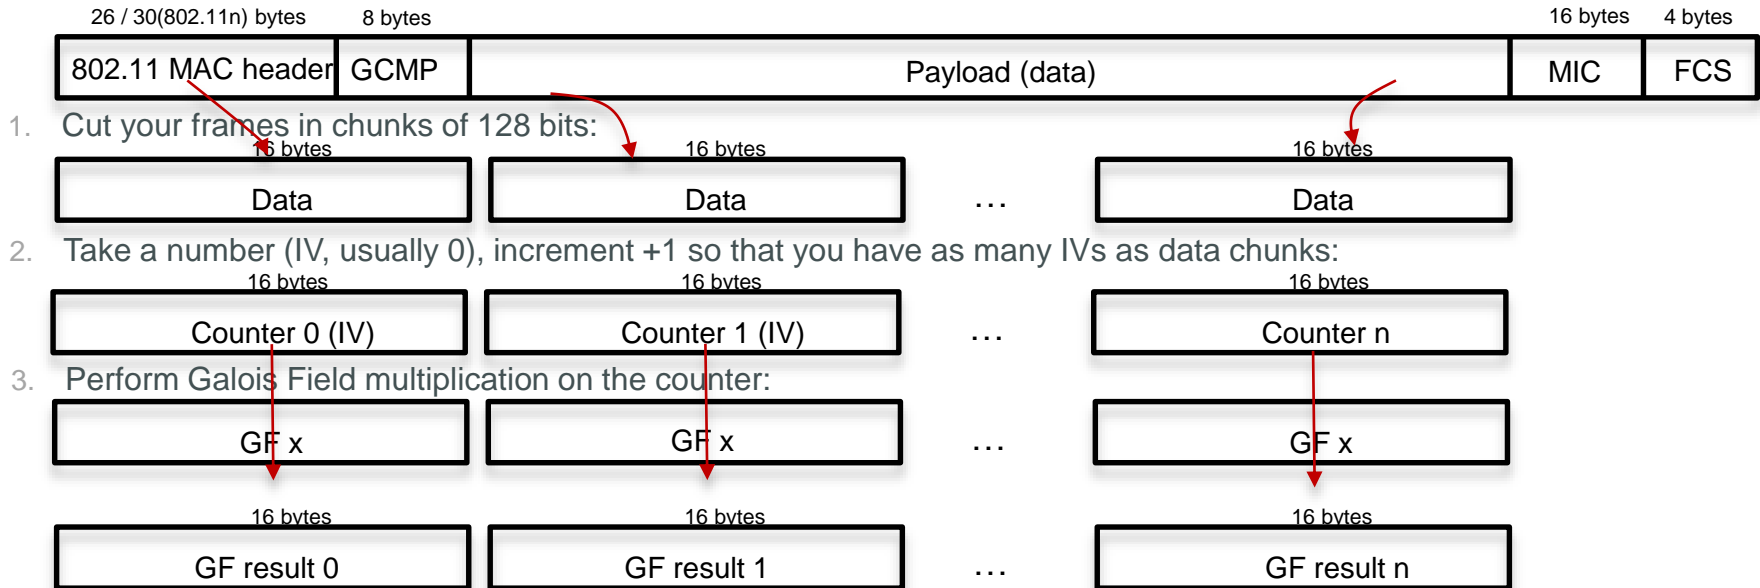 26 / 30(802.11n) bytes 8 bytes 16 bytes 4 bytes
802.11 MAC header GCMP Payload (data) MIC FCS
1. Cut your frames in chunks of 128 bits:
16 bytes 16 bytes 16 bytes
Data Data ... Data
2. Take a number (IV, usually 0), increment +1 so that you have as many IVs as data chunks:
16 bytes 16 bytes 16 bytes
Counter 0 (IV) Counter 1 (IV) ... Counter n
3. Perform Galois Field multiplication on the counter:
GF x GF x ... GF x
16 bytes 16 bytes 16 bytes
GF result 0 GF result 1 ... GF result n